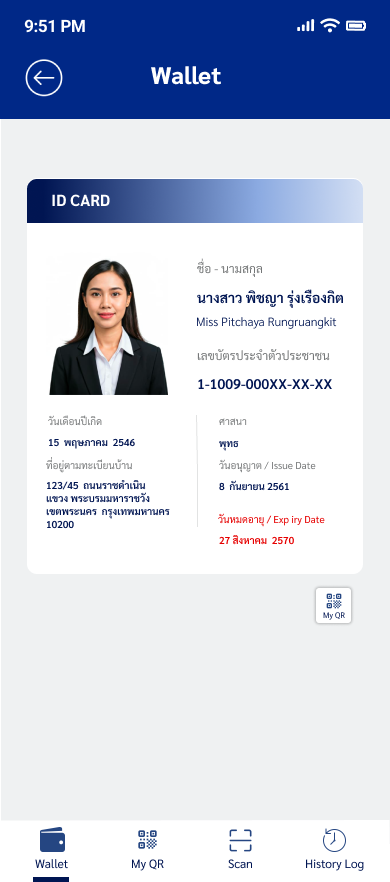 9:51 PM
Wallet
ID CARD
ชื่อ - นามสกุล
นางสาว พิชญา รุ่งเรืองกิต
Miss Pitchaya Rungruangkit
เลขบัตรประจำตัวประชาชน
1-1009-000XX-XX-XX
วันเดือนปีเกิด
15 พฤษภาคม 2546
ที่อยู่ตามทะเบียนบ้าน
123/45 ถนนราชดำเนิน
แขวง พระบรมมหาราชวัง
เขตพระนคร กรุงเทพมหานคร
10200
ศาสนา
พุทธ
วันอนุญาต / Issue Date
8 กันยายน 2561
วันหมดอายุ / Exp iry Date
27 สิงหาคม 2570
My QR
Wallet
My QR
Scan
History Log